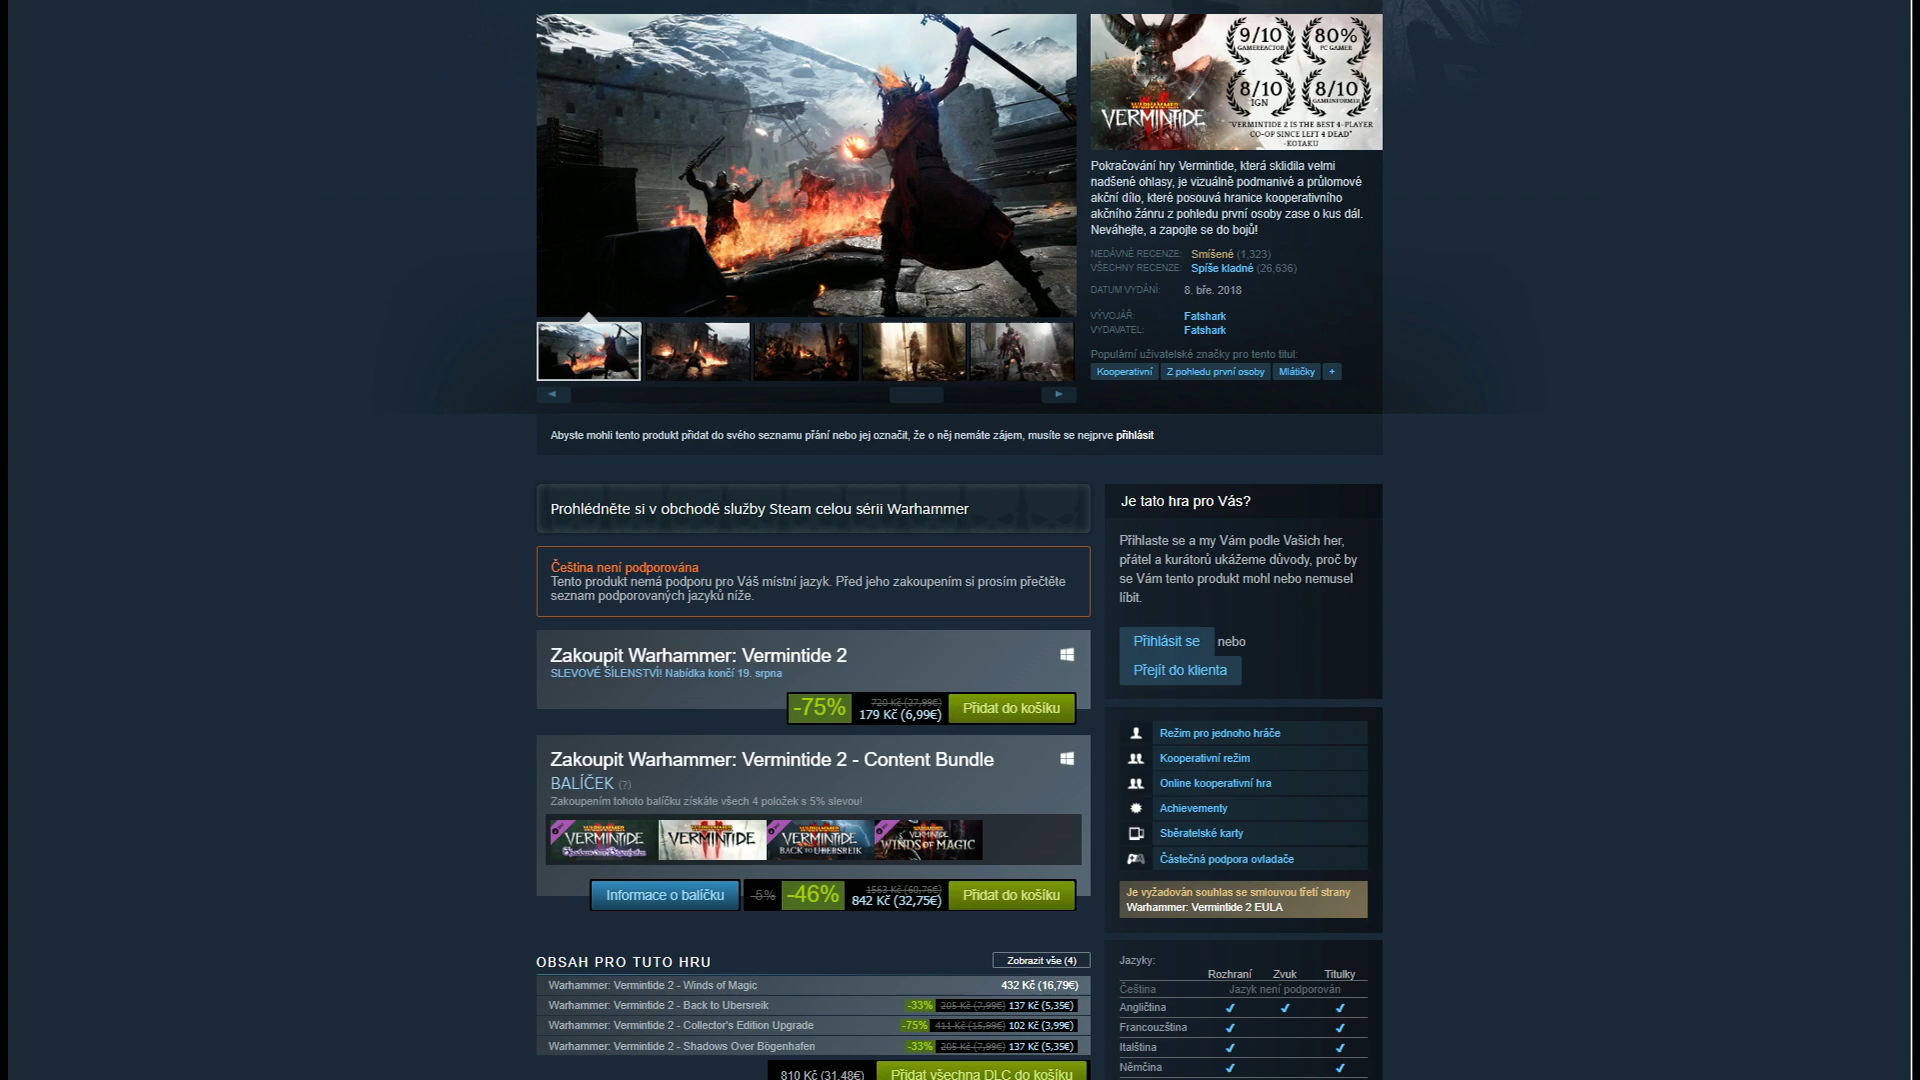 9/10
GAMEREACTOR
80%
PC GAMER
8/10
IGN
8/10
GAMEINFORMER
WARHAMMER
VERMINTIDE
"VERMINTIDE 2 IS THE BEST 4-PLAYER
CO-OP SINCE LEFT 4 DEAD"
-KOTAKU
Pokračování hry Vermintide, která sklidila velmi
nadšené ohlasy, je vizuálně podmanivé a průlomové
akční dílo, které posouvá hranice kooperativního
akčního žánru z pohledu první osoby zase o kus dál.
Neváhejte, a zapojte se do bojů!
NEDÁVNÉ RECENZE: Smíšené (1,323)
VŠECHNY RECENZE: Spíše kladné (26,636)
DATUM VYDÁNÍ: 8. bře. 2018
VÝVOJÁŘ: Fatshark
VYDAVATEL: Fatshark
Populární uživatelské značky pro tento titul:
Kooperativní Z pohledu první osoby Mlátičky +
Abyste mohli tento produkt přidat do svého seznamu přání nebo jej označit, že o něj nemáte zájem, musíte se nejprve přihlásit
Prohlédněte si v obchodě služby Steam celou sérii Warhammer
Čeština není podporována
Tento produkt nemá podporu pro Váš místní jazyk. Před jeho zakoupením si prosím přečtěte
seznam podporovaných jazyků níže.
Zakoupit Warhammer: Vermintide 2
SLEVOVÉ ŠÍLENSTVÍ! Nabídka končí 19. srpna
-75% 720 Kč (27,99€) 179 Kč (6,99€) Přidat do košíku
Zakoupit Warhammer: Vermintide 2 - Content Bundle
BALÍČEK (?)
Zakoupením tohoto balíčku získáte všech 4 položek s 5% slevou!
WARHAMMER VERMINTIDE Shadows over Bögenhafen
WARHAMMER VERMINTIDE
WARHAMMER VERMINTIDE BACK TO UBERSREIK
WARHAMMER VERMINTIDE WINDS OF MAGIC
Informace o balíčku -5% -46% 1563 Kč (60,76€) 842 Kč (32,75€) Přidat do košíku
OBSAH PRO TUTO HRU Zobrazit vše (4)
Warhammer: Vermintide 2 - Winds of Magic 432 Kč (16,79€)
Warhammer: Vermintide 2 - Back to Ubersreik -33% 205 Kč (7,99€) 137 Kč (5,35€)
Warhammer: Vermintide 2 - Collector's Edition Upgrade -75% 411 Kč (15,99€) 102 Kč (3,99€)
Warhammer: Vermintide 2 - Shadows Over Bögenhafen -33% 205 Kč (7,99€) 137 Kč (5,35€)
810 Kč (31,48€) Přidat všechna DLC do košíku
Je tato hra pro Vás?
Přihlaste se a my Vám podle Vašich her,
přátel a kurátorů ukážeme důvody, proč by
se Vám tento produkt mohl nebo nemusel
líbit.
Přihlásit se nebo
Přejít do klienta
Režim pro jednoho hráče
Kooperativní režim
Online kooperativní hra
Achievementy
Sběratelské karty
Částečná podpora ovladače
Je vyžadován souhlas se smlouvou třetí strany
Warhammer: Vermintide 2 EULA
Jazyky:
Rozhraní Zvuk Titulky
Čeština Jazyk není podporován
Angličtina ✔ ✔ ✔
Francouzština ✔ ✔
Italština ✔ ✔
Němčina ✔ ✔